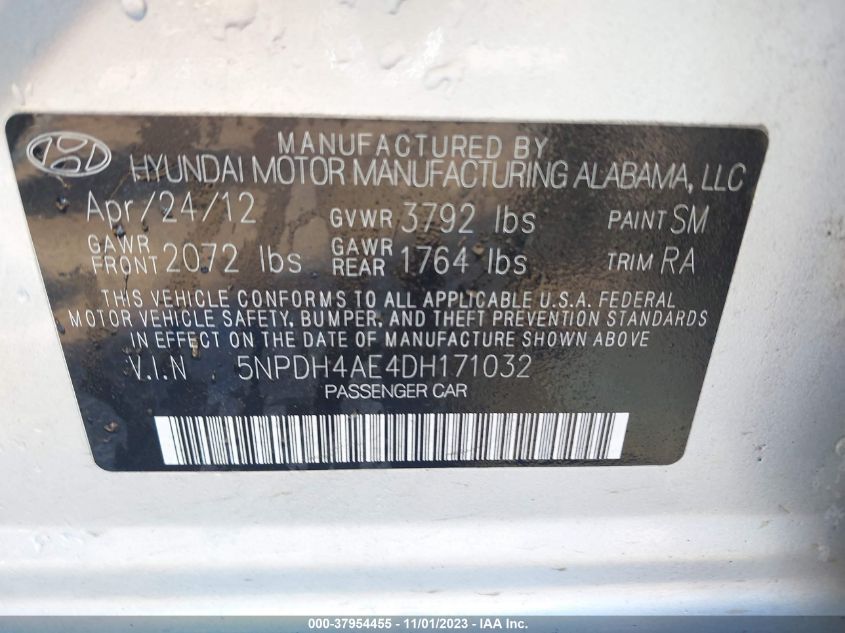 MANUFACTURED BY
HYUNDAI MOTOR MANUFACTURING ALABAMA, LLC
Apr/24/12 GVWR 3792 lbs PAINT SM
GAWR FRONT 2072 lbs GAWR REAR 1764 lbs TRIM RA
THIS VEHICLE CONFORMS TO ALL APPLICABLE U.S.A. FEDERAL
MOTOR VEHICLE SAFETY, BUMPER, AND THEFT PREVENTION STANDARDS
IN EFFECT ON THE DATE OF MANUFACTURE SHOWN ABOVE.
V.I.N 5NPDH4AE4DH171032
PASSENGER CAR
000-37954455 - 11/01/2023 - IAA Inc.